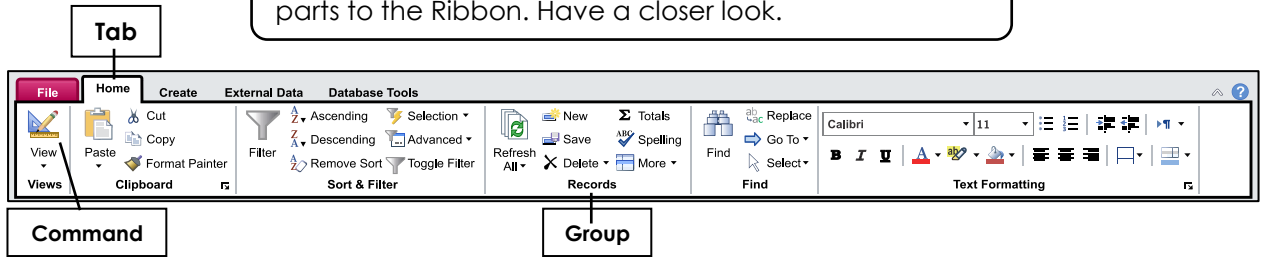 parts to the Ribbon. Have a closer look.
Tab
File Home Create External Data Database Tools
View
Views
Paste
Cut
Copy
Format Painter
Clipboard
Filter
Ascending
Descending
Remove Sort
Selection
Advanced
Toggle Filter
Sort & Filter
Refresh
All
New
Save
Delete
Totals
Spelling
More
Records
Find
Replace
Go To
Select
Find
Calibri 11
B I U A
Text Formatting
Command
Group